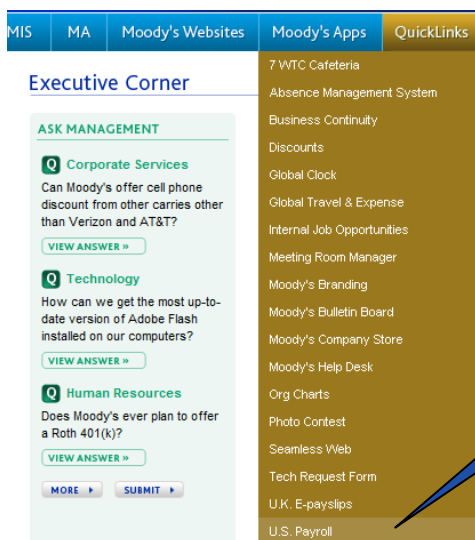 MIS MA Moody's Websites Moody's Apps QuickLinks
Executive Corner
ASK MANAGEMENT
Q Corporate Services
Can Moody's offer cell phone
discount from other carries other
than Verizon and AT&T?
VIEW ANSWER »
Q Technology
How can we get the most up-to-
date version of Adobe Flash
installed on our computers?
VIEW ANSWER »
Q Human Resources
Does Moody's ever plan to offer
a Roth 401(k)?
VIEW ANSWER »
MORE SUBMIT
7 WTC Cafeteria
Absence Management System
Business Continuity
Discounts
Global Clock
Global Travel & Expense
Internal Job Opportunities
Meeting Room Manager
Moody's Branding
Moody's Bulletin Board
Moody's Company Store
Moody's Help Desk
Org Charts
Photo Contest
Seamless Web
Tech Request Form
U.K. E-payslips
U.S. Payroll